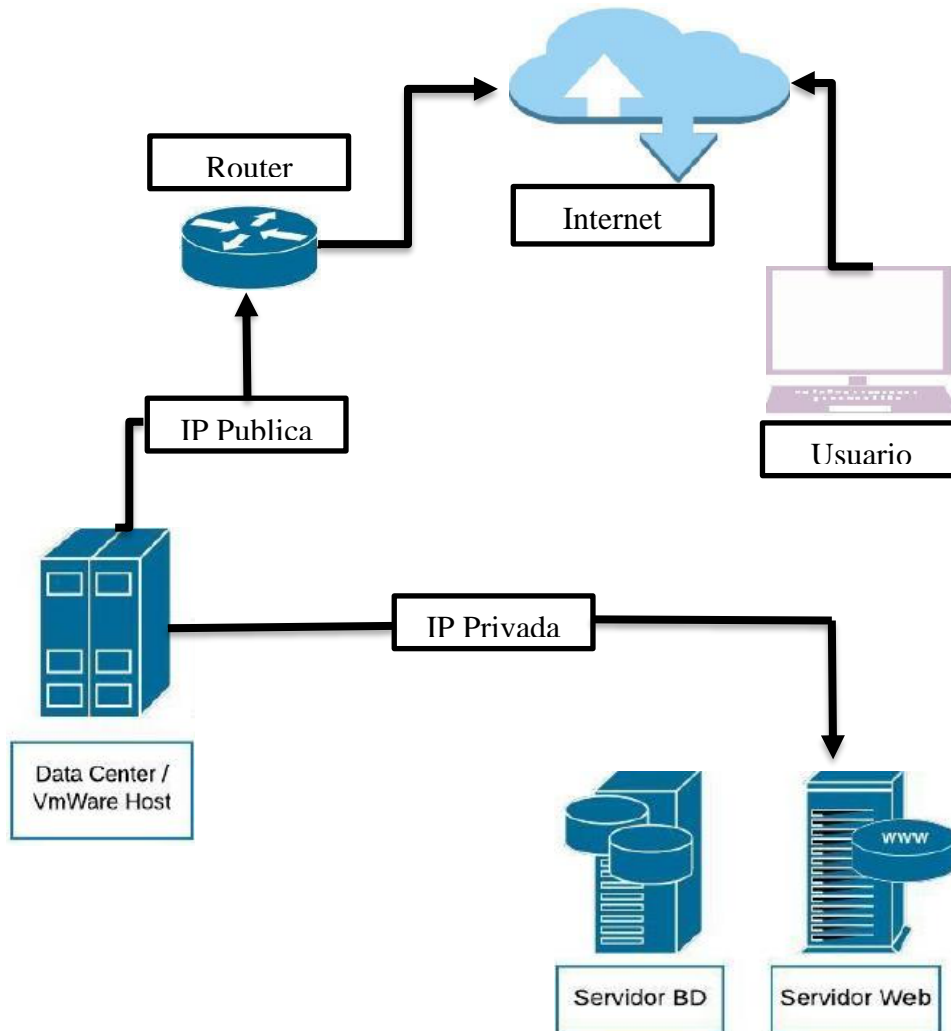 Router
Internet
IP Publica
Usuario
IP Privada
Data Center /
VmWare Host
www
Servidor BD
Servidor Web